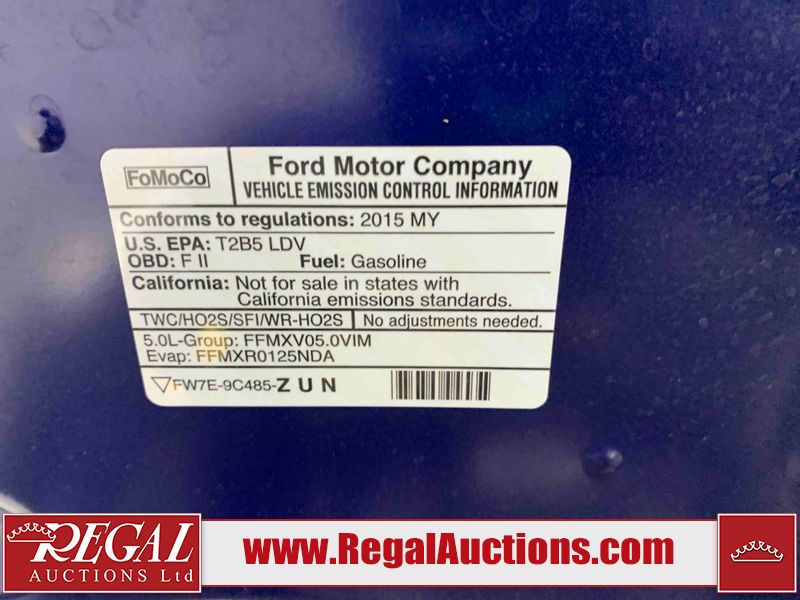 FoMoCo
Ford Motor Company
VEHICLE EMISSION CONTROL INFORMATION
Conforms to regulations: 2015 MY
U.S. EPA: T2B5 LDV
OBD: F II Fuel: Gasoline
California: Not for sale in states with
California emissions standards.
TWC/HO2S/SFI/WR-HO2S No adjustments needed.
5.0L-Group: FFMXV05.0VIM
Evap: FFMXR0125NDA
FW7E-9C485-Z U N
REGAL
AUCTIONS Ltd
www.RegalAuctions.com